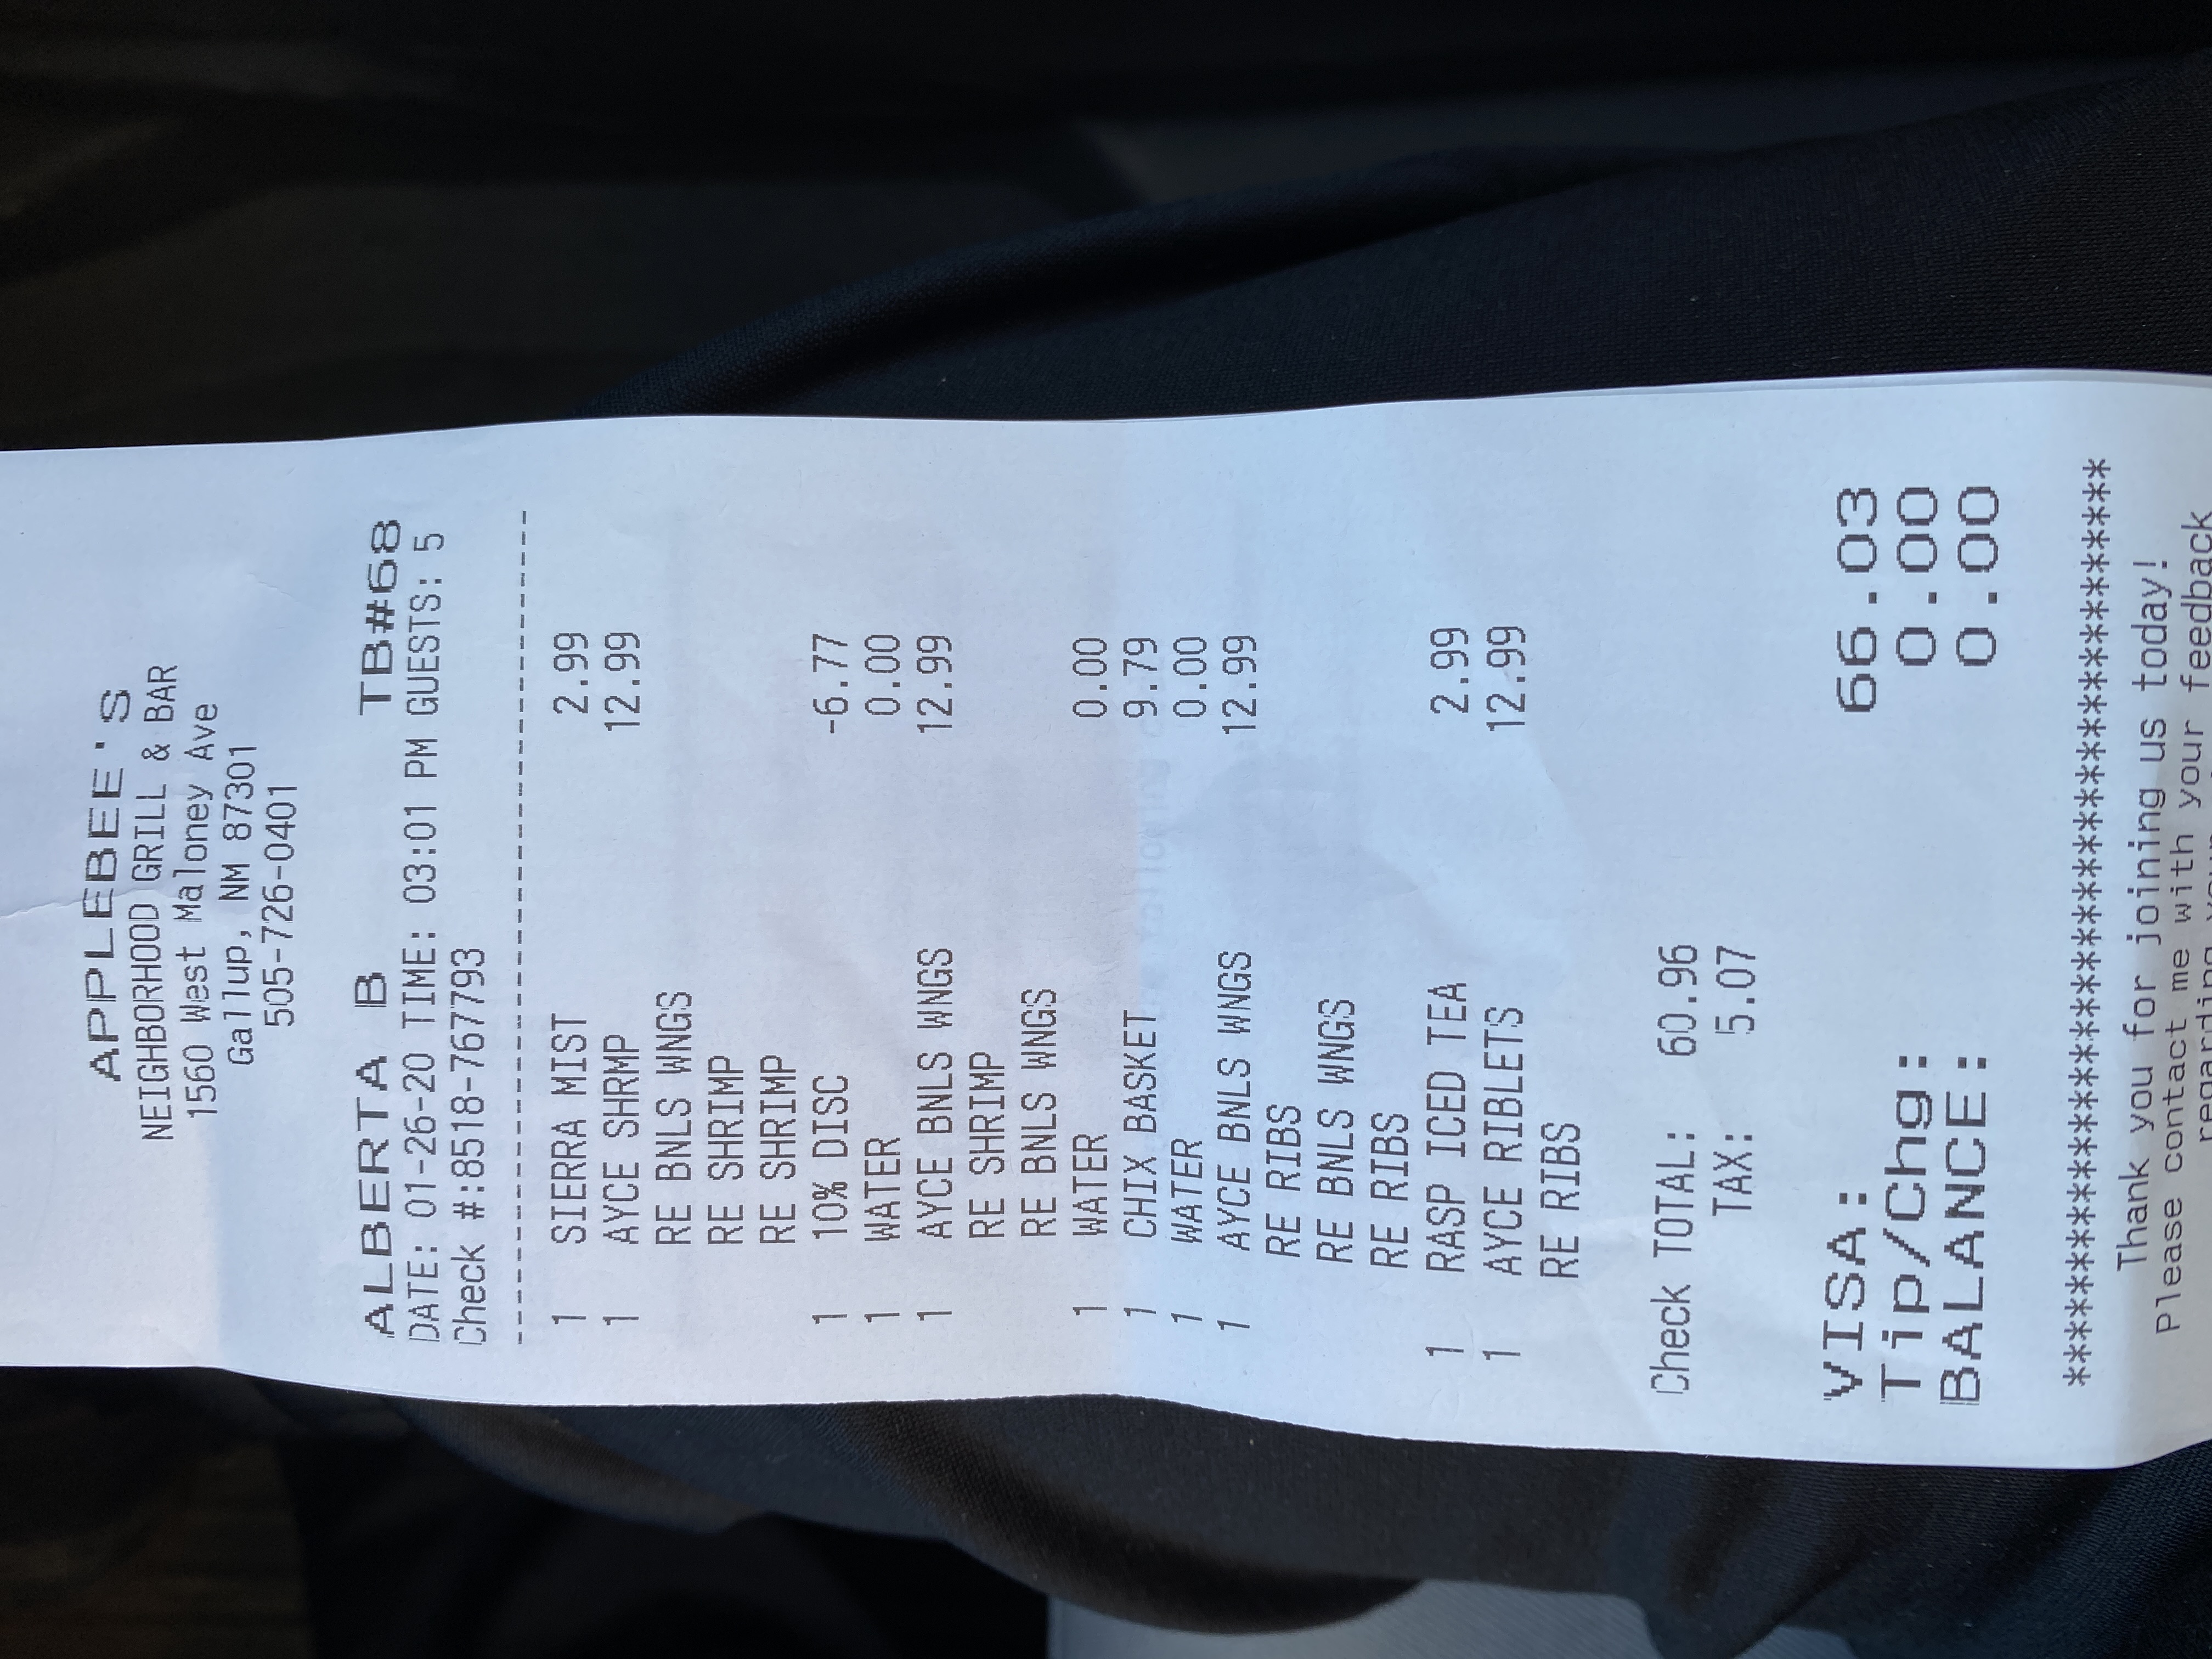 APPLEBEE'S
NEIGHBORHOOD GRILL & BAR
1560 West Maloney Ave
Gallup, NM 87301
505-726-0401
ALBERTA B TB#68
DATE: 01-26-20 TIME: 03:01 PM GUESTS: 5
Check #:8518-767793
--------------------------------------------
1 SIERRA MIST 2.99
1 AYCE SHRMP 12.99
RE BNLS WNGS
RE SHRIMP
RE SHRIMP
1 10% DISC -6.77
1 WATER 0.00
1 AYCE BNLS WNGS 12.99
RE SHRIMP
RE BNLS WNGS
1 WATER 0.00
1 CHIX BASKET 9.79
1 WATER 0.00
1 AYCE BNLS WNGS 12.99
RE RIBS
RE BNLS WNGS
RE RIBS
1 RASP ICED TEA 2.99
1 AYCE RIBLETS 12.99
RE RIBS
Check TOTAL: 60.96
TAX: 5.07
VISA: 66.03
Tip/Chg: 0.00
BALANCE: 0.00
******************************************
Thank you for joining us today!
Please contact me with your feedback
regarding your